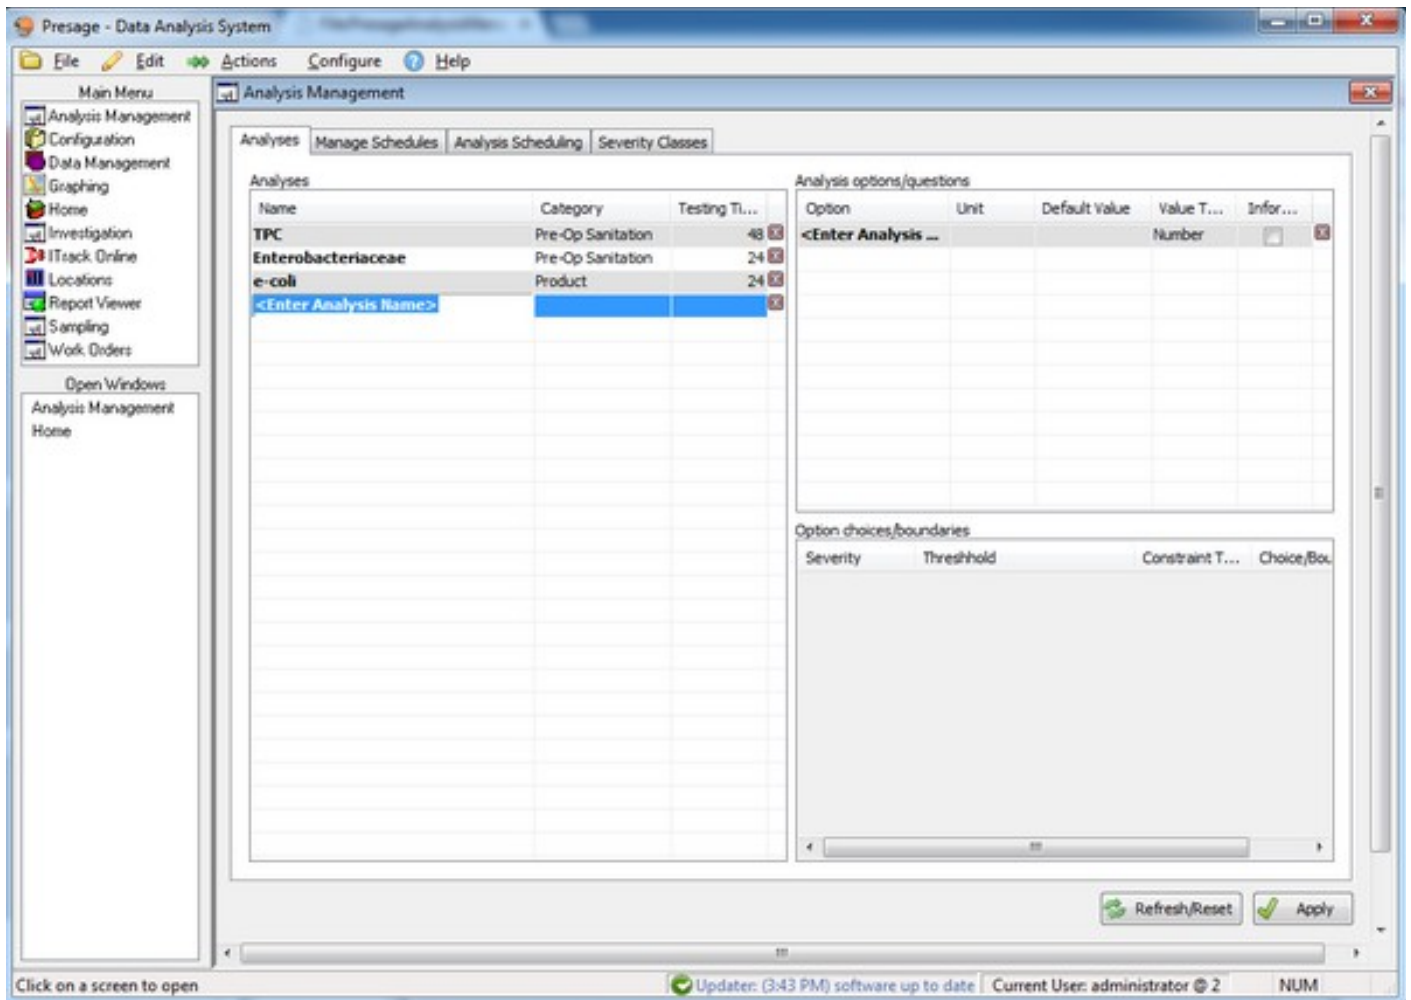 Presage - Data Analysis System
File Edit Actions Configure Help
Main Menu
Analysis Management
Configuration
Data Management
Graphing
Home
Investigation
ITrack Online
Locations
Report Viewer
Sampling
Work Orders
Open Windows
Analysis Management
Home
Analysis Management
Analyses Manage Schedules Analysis Scheduling Severity Classes
Analyses
Name Category Testing Ti...
TPC Pre-Op Sanitation 48
Enterobacteriaceae Pre-Op Sanitation 24
e-coli Product 24
<Enter Analysis Name>
Analysis options/questions
Option Unit Default Value Value T... Infor...
<Enter Analysis ... Number
Option choices/boundaries
Severity Threshhold Constraint T... Choice/Bou
Refresh/Reset Apply
Click on a screen to open Updater: (3:43 PM) software up to date Current User: administrator @ 2 NUM